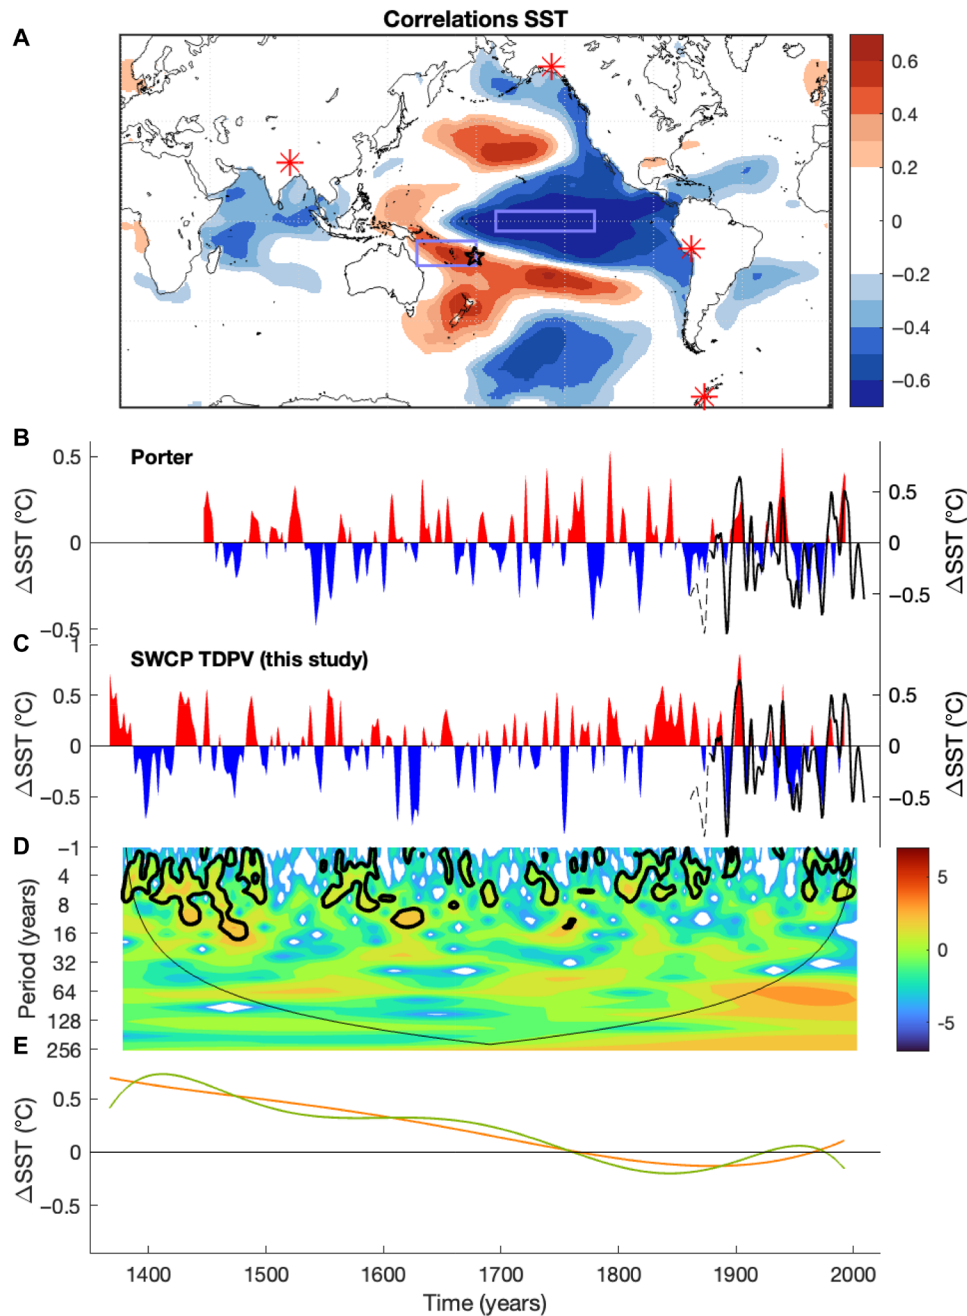 Correlations SST
A
0.6
0.4
0.2
0
−0.2
−0.4
−0.6
B
Porter
0.5
0
−0.5
ΔSST (°C)
0.5
0
−0.5
ΔSST (°C)
C
SWCP TDPV (this study)
1
0.5
0
−0.5
ΔSST (°C)
0.5
0
−0.5
ΔSST (°C)
D
−1
4
8
16
32
64
128
256
Period (years)
5
0
-5
E
0.5
0
−0.5
ΔSST (°C)
1400 1500 1600 1700 1800 1900 2000
Time (years)